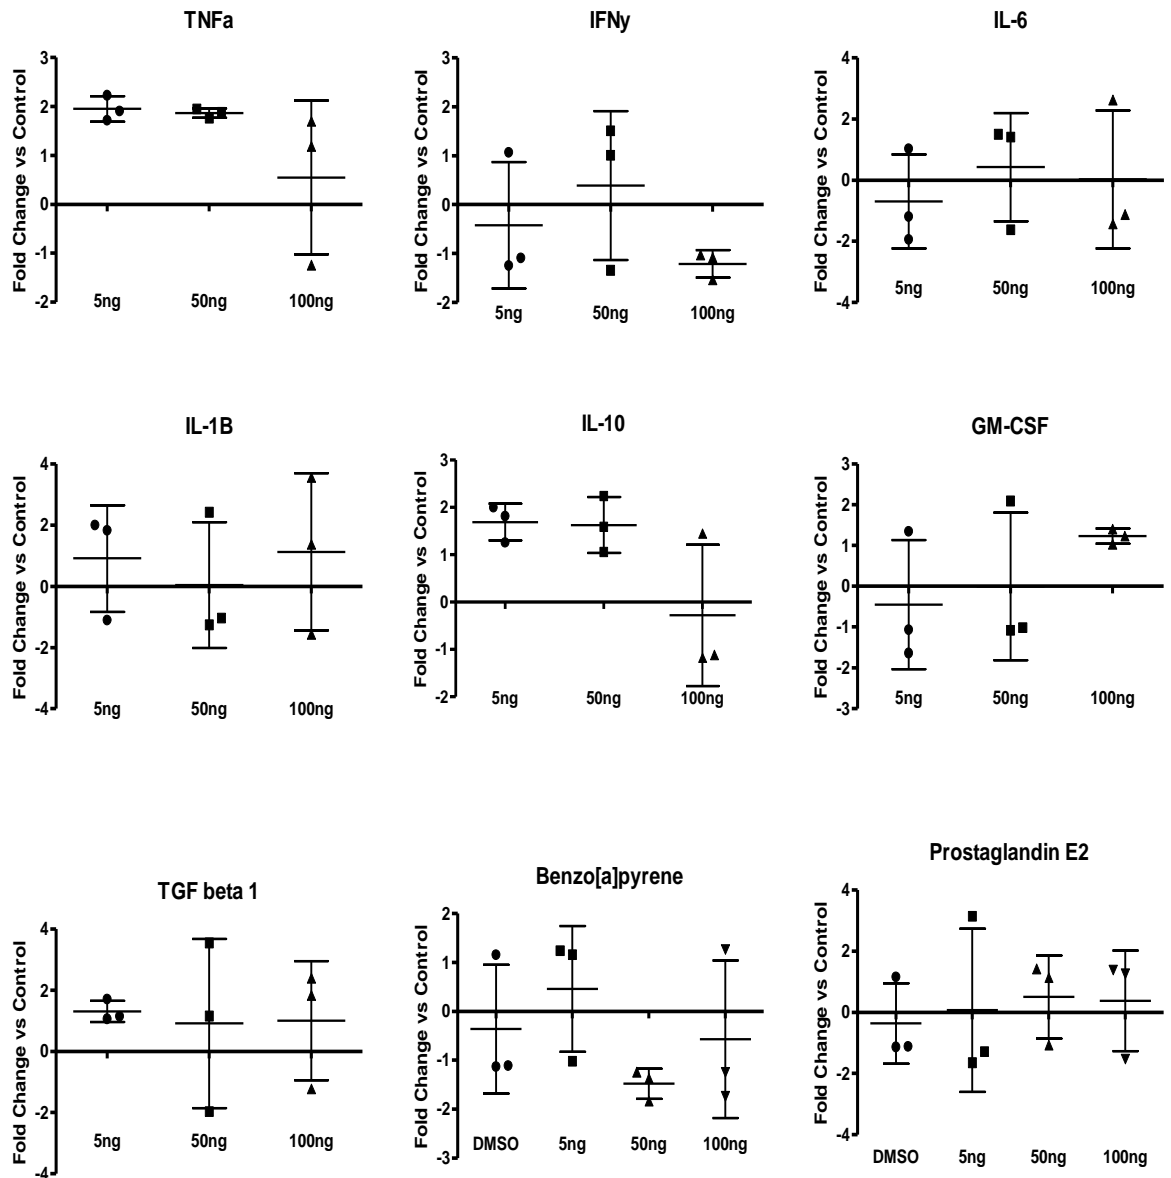 TNFa
IFNy
IL-6
Fold Change vs Control
3
2
1
0
-1
-2
5ng
50ng
100ng
Fold Change vs Control
3
2
1
0
-1
-2
5ng
50ng
100ng
Fold Change vs Control
4
2
0
-2
-4
5ng
50ng
100ng
IL-1B
IL-10
GM-CSF
Fold Change vs Control
4
2
0
-2
-4
5ng
50ng
100ng
Fold Change vs Control
3
2
1
0
-1
-2
5ng
50ng
100ng
Fold Change vs Control
3
2
1
0
-1
-2
-3
5ng
50ng
100ng
TGF beta 1
Benzo[a]pyrene
Prostaglandin E2
Fold Change vs Control
4
2
0
-2
-4
5ng
50ng
100ng
Fold Change vs Control
2
1
0
-1
-2
-3
DMSO
5ng
50ng
100ng
Fold Change vs Control
4
2
0
-2
-4
DMSO
5ng
50ng
100ng